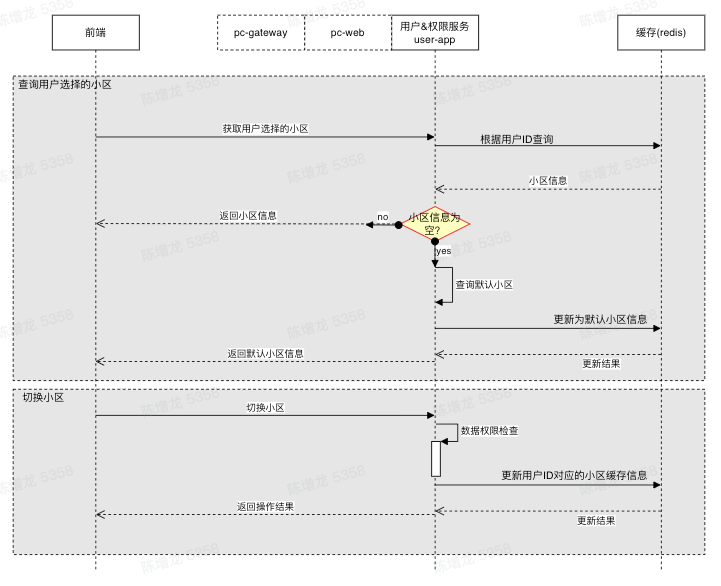 前端
pc-gateway
pc-web
用户&权限服务
user-app
缓存(redis)
查询用户选择的小区
获取用户选择的小区
根据用户ID查询
小区信息
返回小区信息
no
小区信息为
空?
yes
查询默认小区
更新为默认小区信息
返回默认小区信息
更新结果
切换小区
切换小区
数据权限检查
更新用户ID对应的小区缓存信息
返回操作结果
更新结果
陈增龙 5358